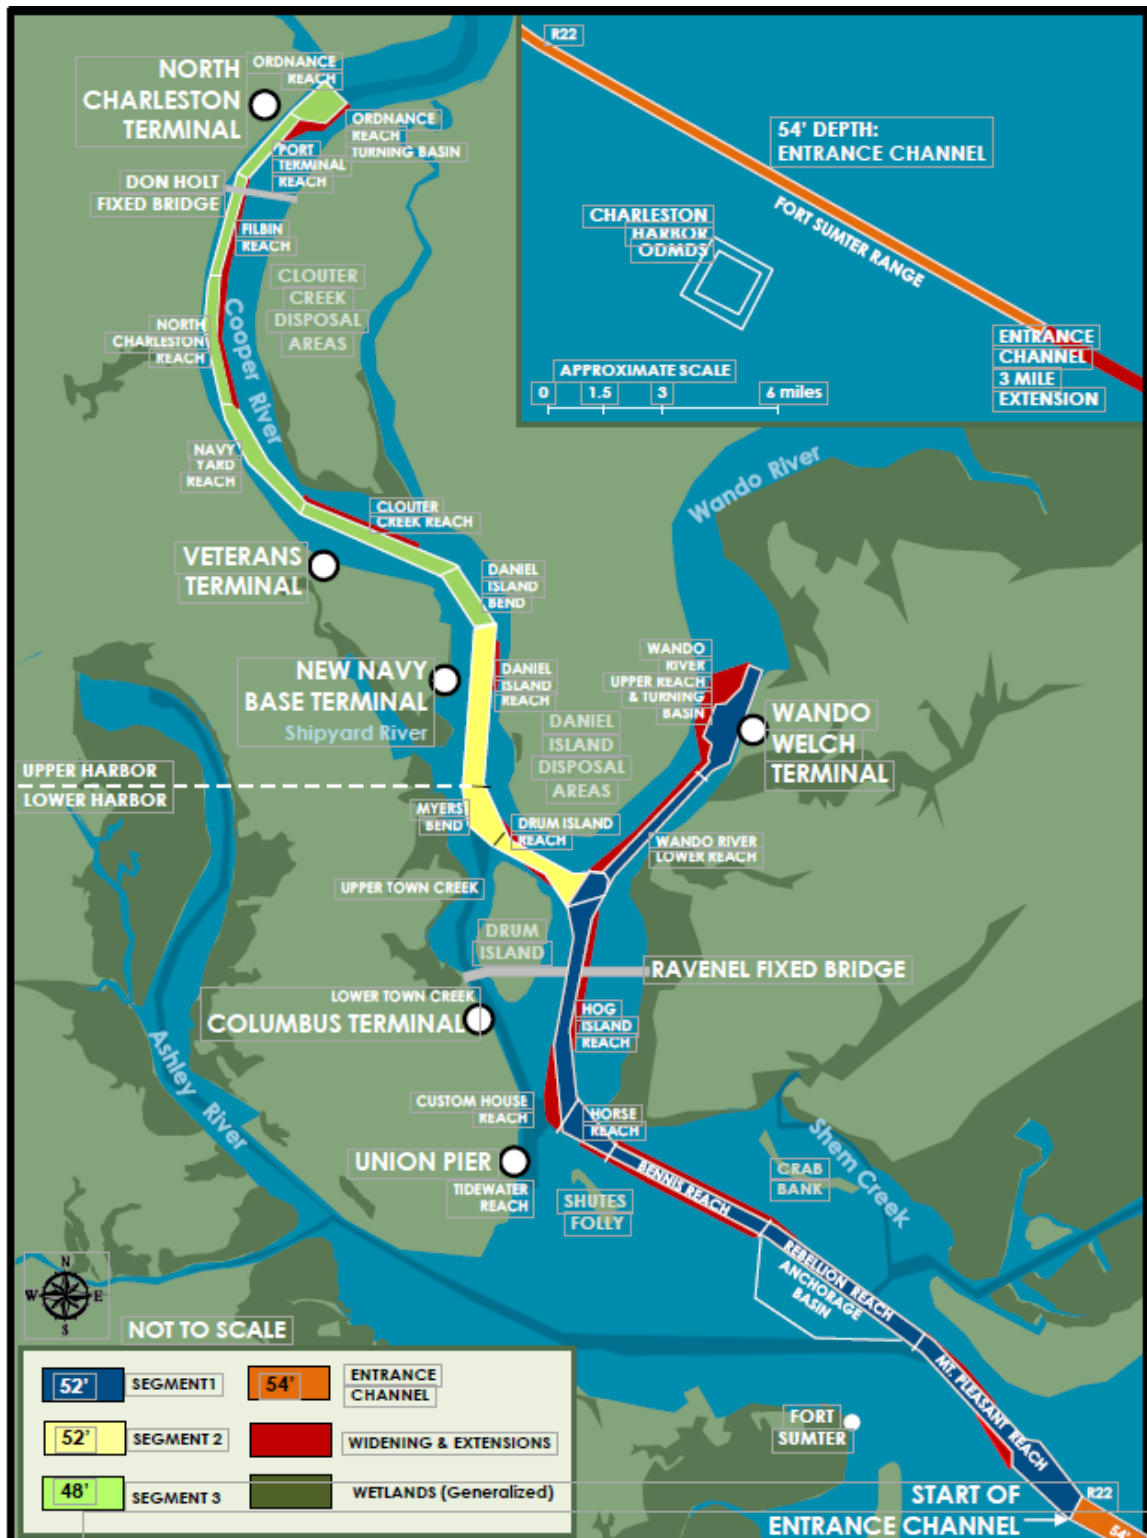 NORTH
CHARLESTON
TERMINAL
ORDNANCE
REACH
ORDNANCE
REACH
TURNING BASIN
PORT
TERMINAL
REACH
DON HOLT
FIXED BRIDGE
FILBIN
REACH
CLOUTER
CREEK
DISPOSAL
AREAS
NORTH
CHARLESTON
REACH
Cooper River
NAVY
YARD
REACH
CLOUTER
CREEK REACH
VETERANS
TERMINAL
DANIEL
ISLAND
BEND
NEW NAVY
BASE TERMINAL
Shipyard River
DANIEL
ISLAND
REACH
DANIEL
ISLAND
DISPOSAL
AREAS
UPPER HARBOR
LOWER HARBOR
MYERS
BEND
DRUM ISLAND
REACH
UPPER TOWN CREEK
DRUM
ISLAND
R22
54' DEPTH:
ENTRANCE CHANNEL
FORT SUMTER RANGE
CHARLESTON
HARBOR
ODMDS
ENTRANCE
CHANNEL
3 MILE
EXTENSION
APPROXIMATE SCALE
0 1.5 3 6 miles
Wando River
WANDO
RIVER
UPPER REACH
& TURNING
BASIN
WANDO
WELCH
TERMINAL
WANDO RIVER
LOWER REACH
RAVENEL FIXED BRIDGE
LOWER TOWN CREEK
COLUMBUS TERMINAL
HOG
ISLAND
REACH
Ashley River
CUSTOM HOUSE
REACH
HORSE
REACH
UNION PIER
TIDEWATER
REACH
SHUTES
FOLLY
BENNIS REACH
CRAB
BANK
Shem Creek
REBELLION REACH
ANCHORAGE
BASIN
MT. PLEASANT REACH
FORT
SUMTER
START OF
ENTRANCE CHANNEL
R22
54'
N
W E
S
NOT TO SCALE
52' SEGMENT1
52' SEGMENT 2
48' SEGMENT 3
54' ENTRANCE
CHANNEL
WIDENING & EXTENSIONS
WETLANDS (Generalized)